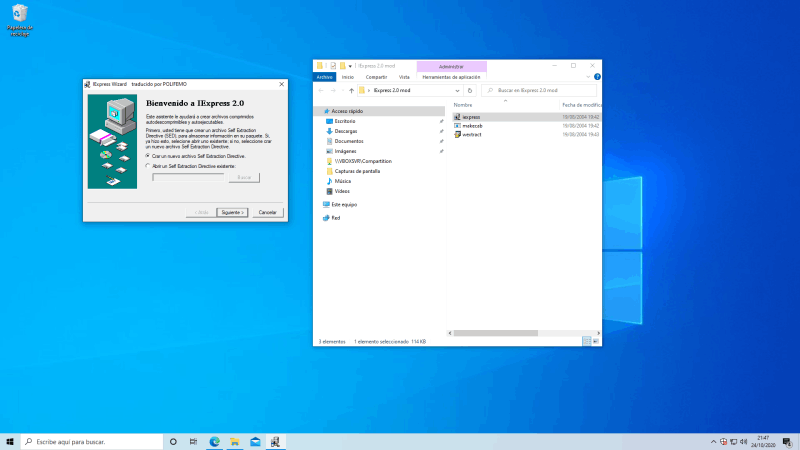 Papelera de
reciclaje
IExpress Wizard traducido por POLIFEMO
Bienvenido a IExpress 2.0
Este asistente le ayudará a crear archivos comprimidos
autodescomprimibles y autoejecutables.
Primero, usted tiene que crear un archivo Self Extraction
Directive (SED), para almacenar información en su paquete. Si
ya hizo esto, seleccione abrir uno existente; si no, seleccione crear
un nuevo archivo Self Extraction Directive.
Crar un nuevo archivo Self Extraction Directive.
Abrir un Self Extraction Directive existente:
Buscar
< Atrás
Siguiente >
Cancelar
IExpress 2.0 mod
Administrar
Archivo
Inicio
Compartir
Vista
Herramientas de aplicación
IExpress 2.0 mod
Buscar en IExpress 2.0 mod
Nombre
Fecha de modifica
Acceso rápido
Escritorio
Descargas
Documentos
Imágenes
\\VBOXSVR\Compartition
Capturas de pantalla
Música
Vídeos
Este equipo
Red
iexpress
19/08/2004 19:42
makecab
19/08/2004 19:42
wextract
19/08/2004 19:43
3 elementos
1 elemento seleccionado 114 KB
Escribe aquí para buscar.
21:47
24/10/2020